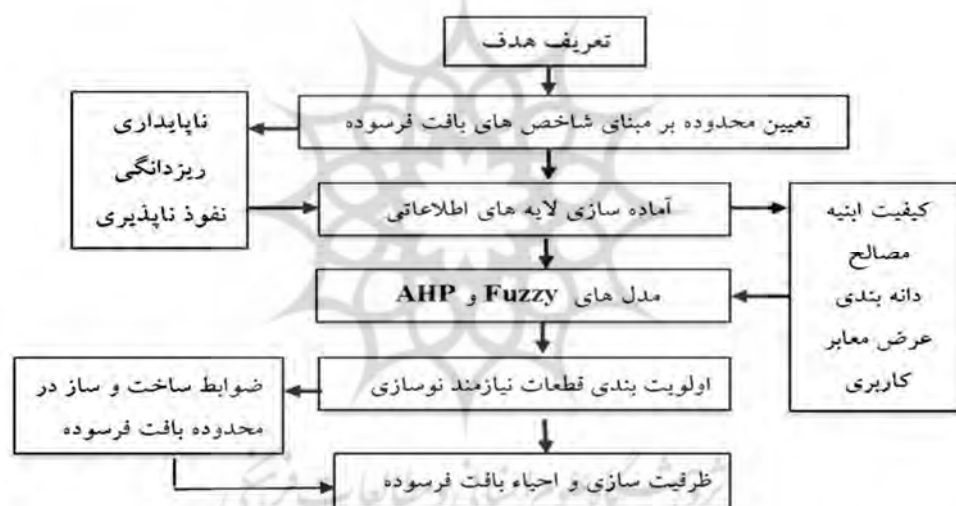 تعریف هدف
تعیین محدوده بر مبنای شاخص های بافت فرسوده
ناپایداری
ریزدانگی
نفوذ ناپذیری
آماده سازی لایه های اطلاعاتی
کیفیت ابنیه
مصالح
دانه بندی
عرض معابر
کاربری
مدل های Fuzzy و AHP
اولویت بندی قطعات نیازمند نوسازی
ضوابط ساخت و ساز در
محدوده بافت فرسوده
ظرفیت سازی و احیاء بافت فرسوده